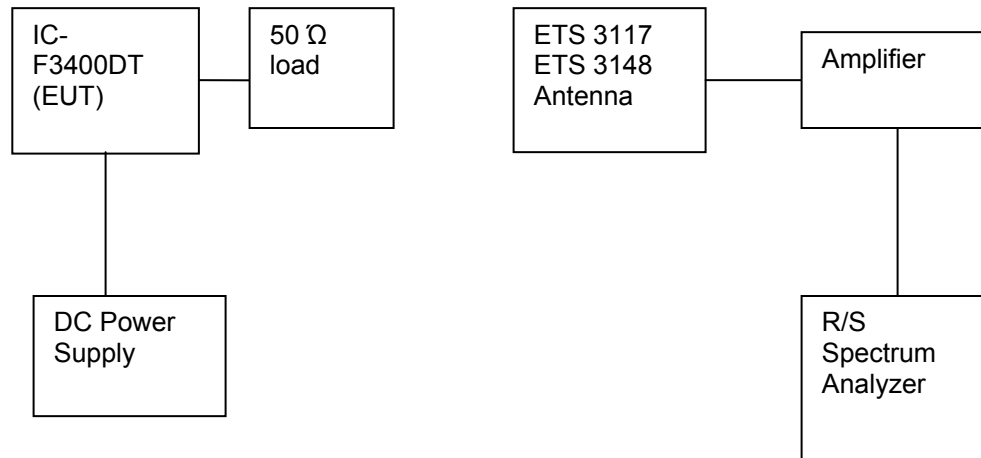 IC-
F3400DT
(EUT)
50 Ώ
load
ETS 3117
ETS 3148
Antenna
Amplifier
DC Power
Supply
R/S
Spectrum
Analyzer